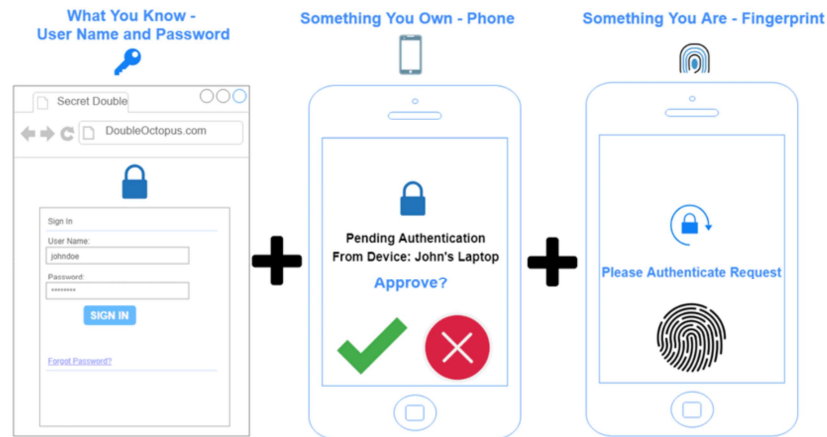 What You Know -
User Name and Password
Secret Double
DoubleOctopus.com
Sign In
User Name:
johndoe
Password:
********
SIGN IN
Forgot Password?
Something You Own - Phone
Pending Authentication
From Device: John's Laptop
Approve?
Something You Are - Fingerprint
Please Authenticate Request